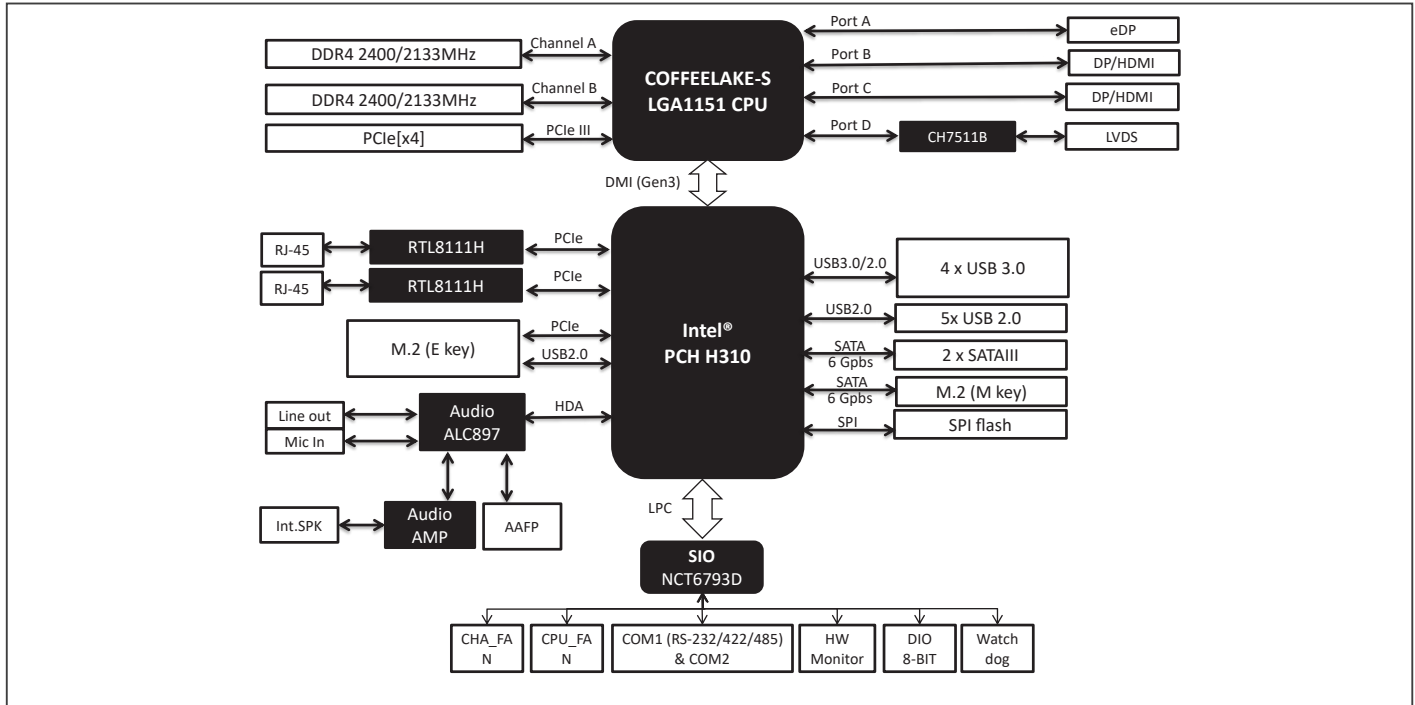 DDR4 2400/2133MHz
Channel A
COFFEELAKE-S
LGA1151 CPU
Port A
eDP
Port B
DP/HDMI
DDR4 2400/2133MHz
Channel B
Port C
DP/HDMI
PCIe[x4]
PCIe III
Port D
CH7511B
LVDS
DMI (Gen3)
RJ-45
RTL8111H
PCIe
RJ-45
RTL8111H
PCIe
M.2 (E key)
PCIe
USB2.0
Intel®
PCH H310
USB3.0/2.0
4 x USB 3.0
USB2.0
5x USB 2.0
SATA
6 Gpbs
2 x SATAIII
SATA
6 Gpbs
M.2 (M key)
SPI
SPI flash
Line out
Mic In
Audio
ALC897
HDA
Int.SPK
Audio
AMP
AAFP
LPC
SIO
NCT6793D
CHA_FA
N
CPU_FA
N
COM1 (RS-232/422/485)
& COM2
HW
Monitor
DIO
8-BIT
Watch
dog